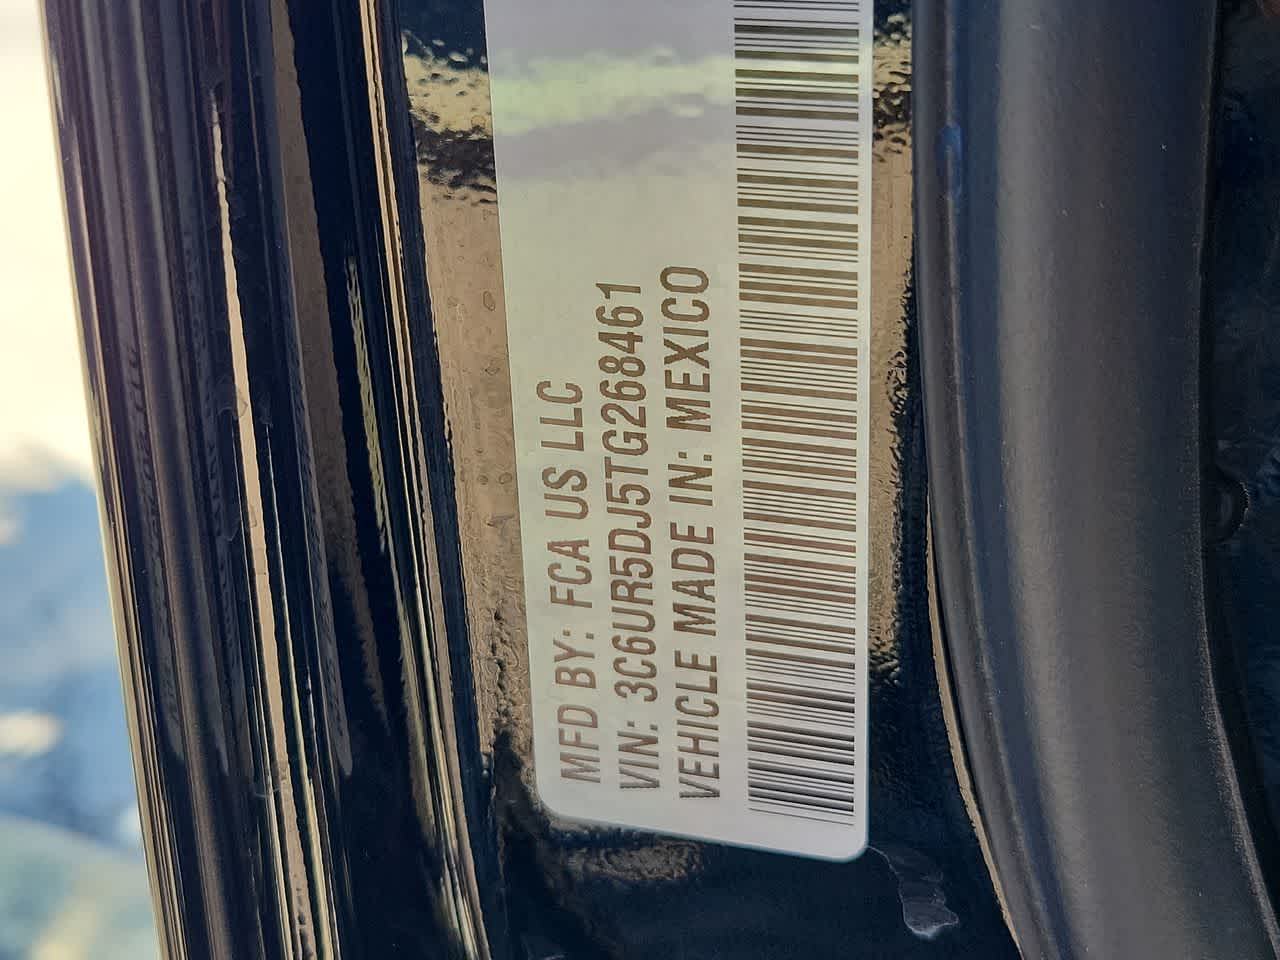 MFD BY: FCA US LLC
VIN: 3C6UR5DJ5TG268461
VEHICLE MADE IN: MEXICO